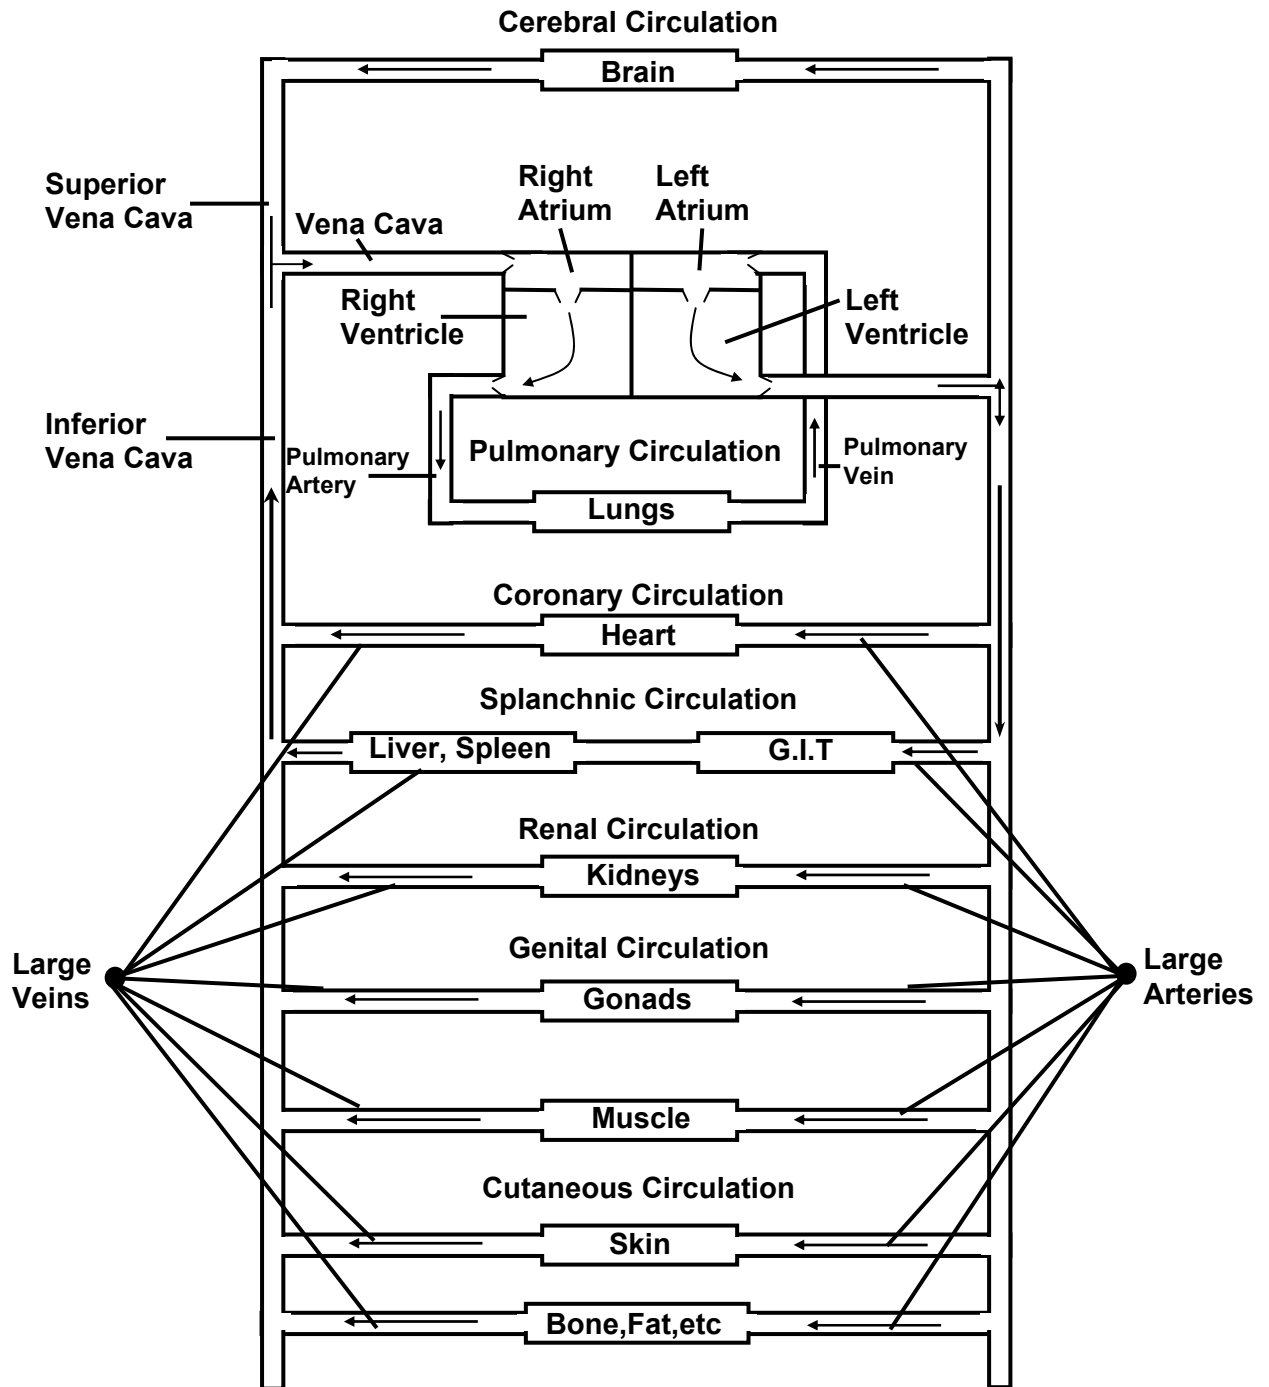 Cerebral Circulation
Brain
Superior
Vena Cava
Vena Cava
Right
Atrium
Left
Atrium
Right
Ventricle
Left
Ventricle
Inferior
Vena Cava
Pulmonary
Artery
Pulmonary Circulation
Pulmonary
Vein
Lungs
Coronary Circulation
Heart
Splanchnic Circulation
Liver, Spleen
G.I.T
Renal Circulation
Kidneys
Genital Circulation
Large
Veins
Gonads
Large
Arteries
Muscle
Cutaneous Circulation
Skin
Bone,Fat,etc